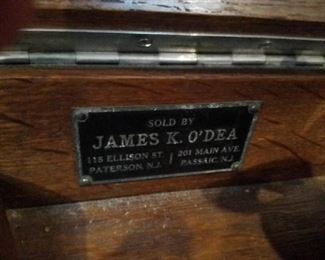 SOLD BY
JAMES K. O'DEA
115 ELLISON ST. | 201 MAIN AVE.
PATERSON, N.J. | PASSAIC, N.J.